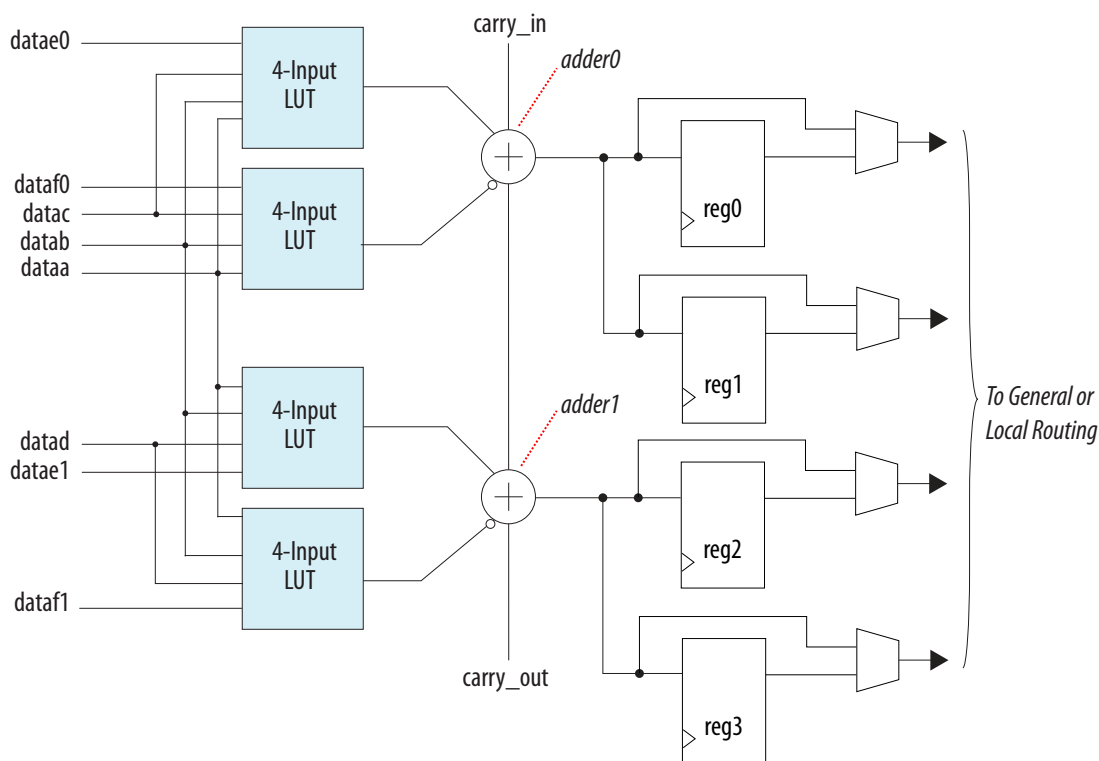 carry_in
adder0
datae0
4-Input
LUT
dataf0
datac
datab
dataa
4-Input
LUT
reg0
reg1
To General or
Local Routing
4-Input
LUT
adder1
datad
datae1
4-Input
LUT
reg2
dataf1
carry_out
reg3